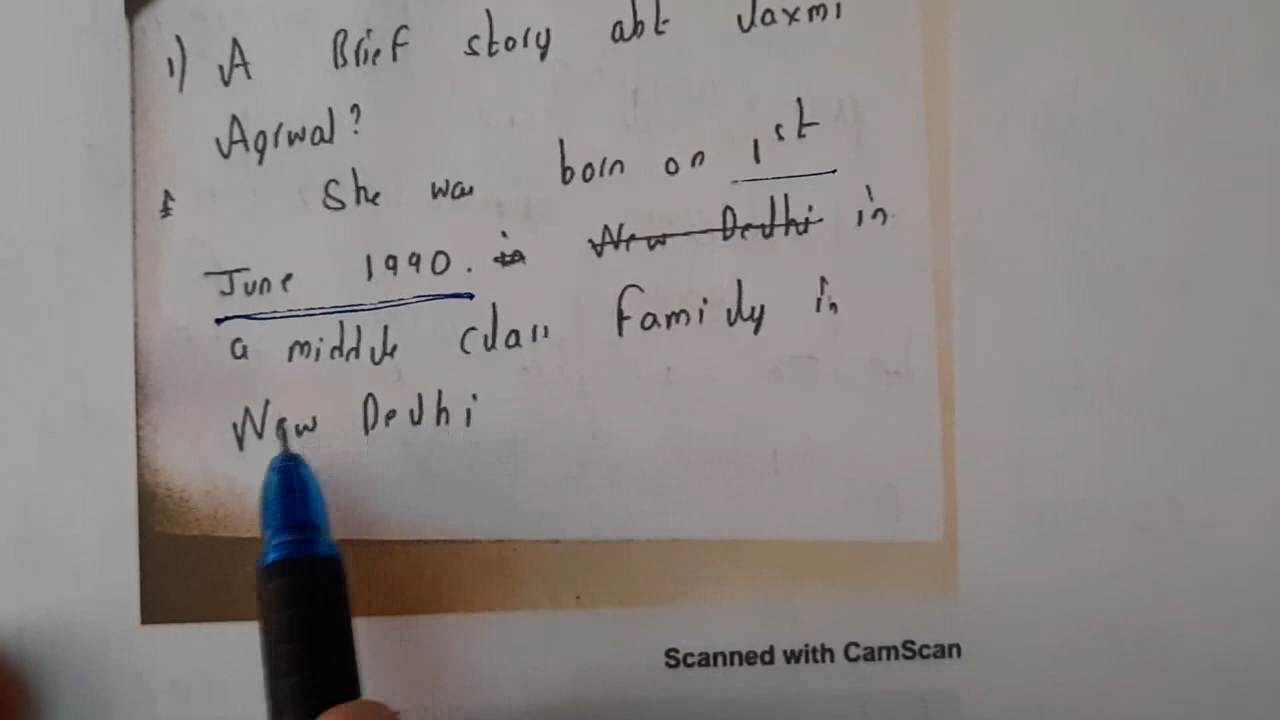 1) A Brief story abt Laxmi
Agrwal?
She was born on 1st
June 1990. in New Delhi in
a middle class Family in
New Delhi
Scanned with CamScan